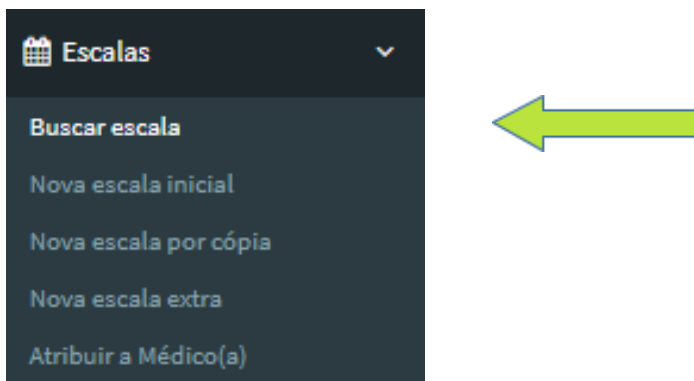 Escalas
Buscar escala
Nova escala inicial
Nova escala por cópia
Nova escala extra
Atribuir a Médico(a)